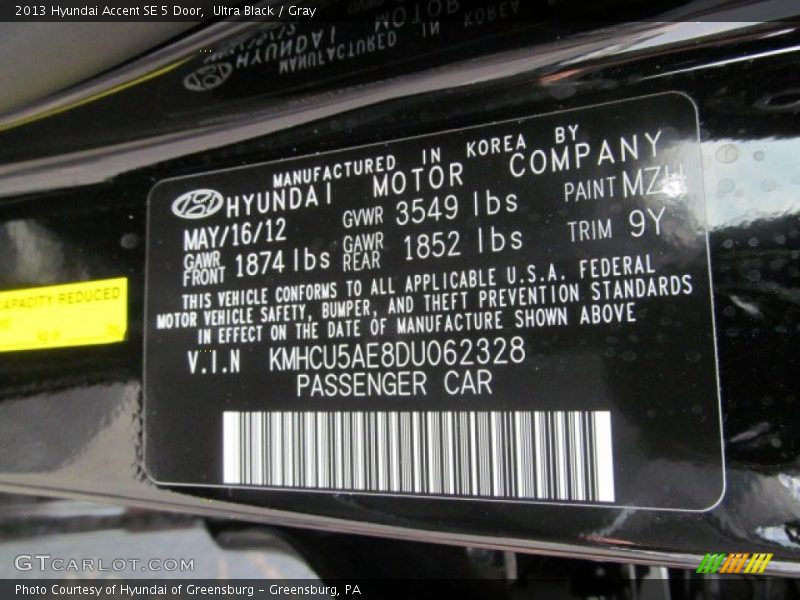 2013 Hyundai Accent SE 5 Door,  Ultra Black / Gray
MANUFACTURED IN KOREA BY
HYUNDAI MOTOR COMPANY
MAY/16/12 GVWR 3549 lbs PAINT MZH
GAWR FRONT 1874 lbs GAWR REAR 1852 lbs TRIM 9Y
THIS VEHICLE CONFORMS TO ALL APPLICABLE U.S.A. FEDERAL
MOTOR VEHICLE SAFETY, BUMPER, AND THEFT PREVENTION STANDARDS
IN EFFECT ON THE DATE OF MANUFACTURE SHOWN ABOVE
V.I.N KMHCU5AE8DU062328
PASSENGER CAR
CAPACITY REDUCED
GTCARLOT.COM
Photo Courtesy of Hyundai of Greensburg – Greensburg, PA